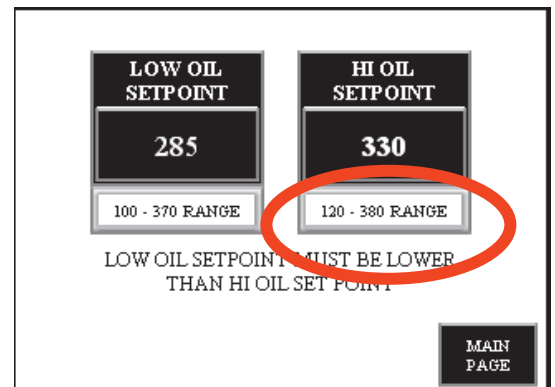 LOW OIL
SETPOINT
285
100 - 370 RANGE
HI OIL
SETPOINT
330
120 - 380 RANGE
LOW OIL SETPOINT MUST BE LOWER
THAN HI OIL SET POINT
MAIN
PAGE